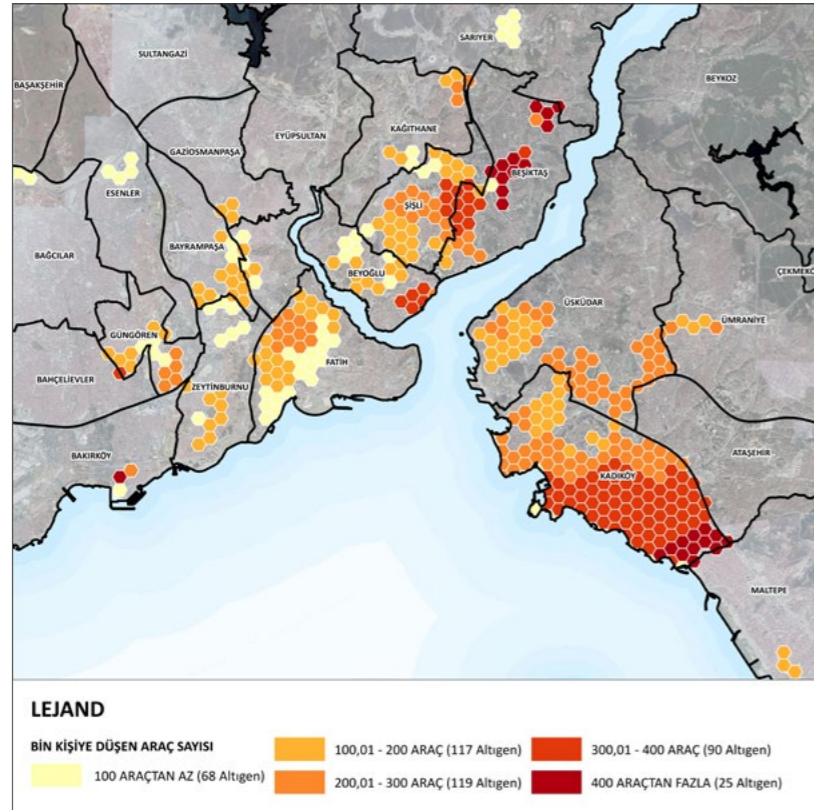 SARIYER
SULTANGAZİ
BEYKOZ
BAŞAKŞEHİR
KAĞITHANE
EYÜPSULTAN
GAZİOSMANPAŞA
BEŞİKTAŞ
ESENLER
ŞİŞLİ
BAYRAMPAŞA
BAĞCILAR
BEYOĞLU
ÇEKMEKÖ
ÜSKÜDAR
ÜMRANİYE
GÜNGÖREN
FATİH
BAHÇELİEVLER
ZEYTİNBURNU
ATAŞEHİR
BAKIRKÖY
KADIKÖY
MALTEPE
LEJAND
BİN KİŞİYE DÜŞEN ARAÇ SAYISI
100 ARAÇTAN AZ (68 Altıgen)
100,01 - 200 ARAÇ (117 Altıgen)
200,01 - 300 ARAÇ (119 Altıgen)
300,01 - 400 ARAÇ (90 Altıgen)
400 ARAÇTAN FAZLA (25 Altıgen)